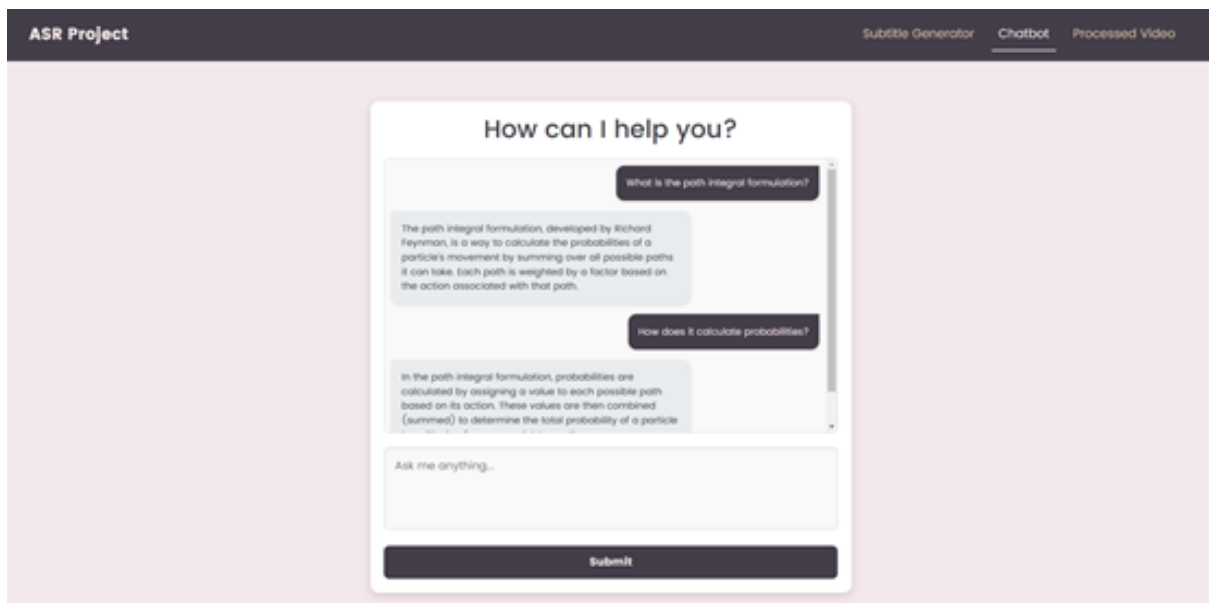 ASR Project
Subtitle Generator
Chatbot
Processed Video
How can I help you?
What is the path integral formulation?
The path integral formulation, developed by Richard
Feynman, is a way to calculate the probabilities of a
particle's movement by summing over all possible paths
it can take. Each path is weighted by a factor based on
the action associated with that path.
How does it calculate probabilities?
In the path integral formulation, probabilities are
calculated by assigning a value to each possible path
based on its action. These values are then combined
(summed) to determine the total probability of a particle
Ask me anything...
Submit